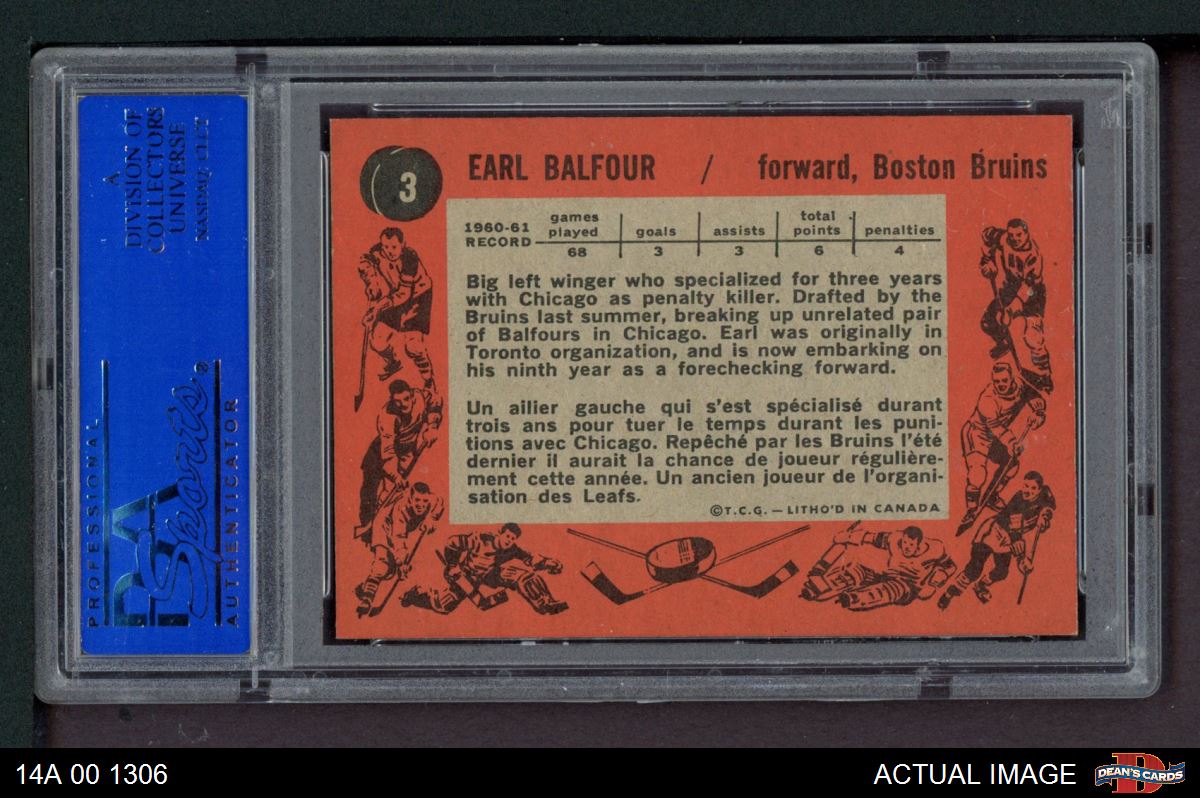 A
DIVISION OF
COLLECTORS
UNIVERSE
NASDAQ: CLCT
PROFESSIONAL
PSA
Sports®
AUTHENTICATOR
3
EARL BALFOUR / forward, Boston Bruins
1960-61 RECORD
games played goals assists total points penalties
68 3 3 6 4
Big left winger who specialized for three years
with Chicago as penalty killer. Drafted by the
Bruins last summer, breaking up unrelated pair
of Balfours in Chicago. Earl was originally in
Toronto organization, and is now embarking on
his ninth year as a forechecking forward.
Un ailier gauche qui s'est spécialisé durant
trois ans pour tuer le temps durant les puni-
tions avec Chicago. Repêché par les Bruins l'été
dernier il aurait la chance de joueur régulière-
ment cette année. Un ancien joueur de l'organi-
sation des Leafs.
©T.C.G. — LITHO'D IN CANADA
14A 00 1306
ACTUAL IMAGE
D
DEAN'S CARDS